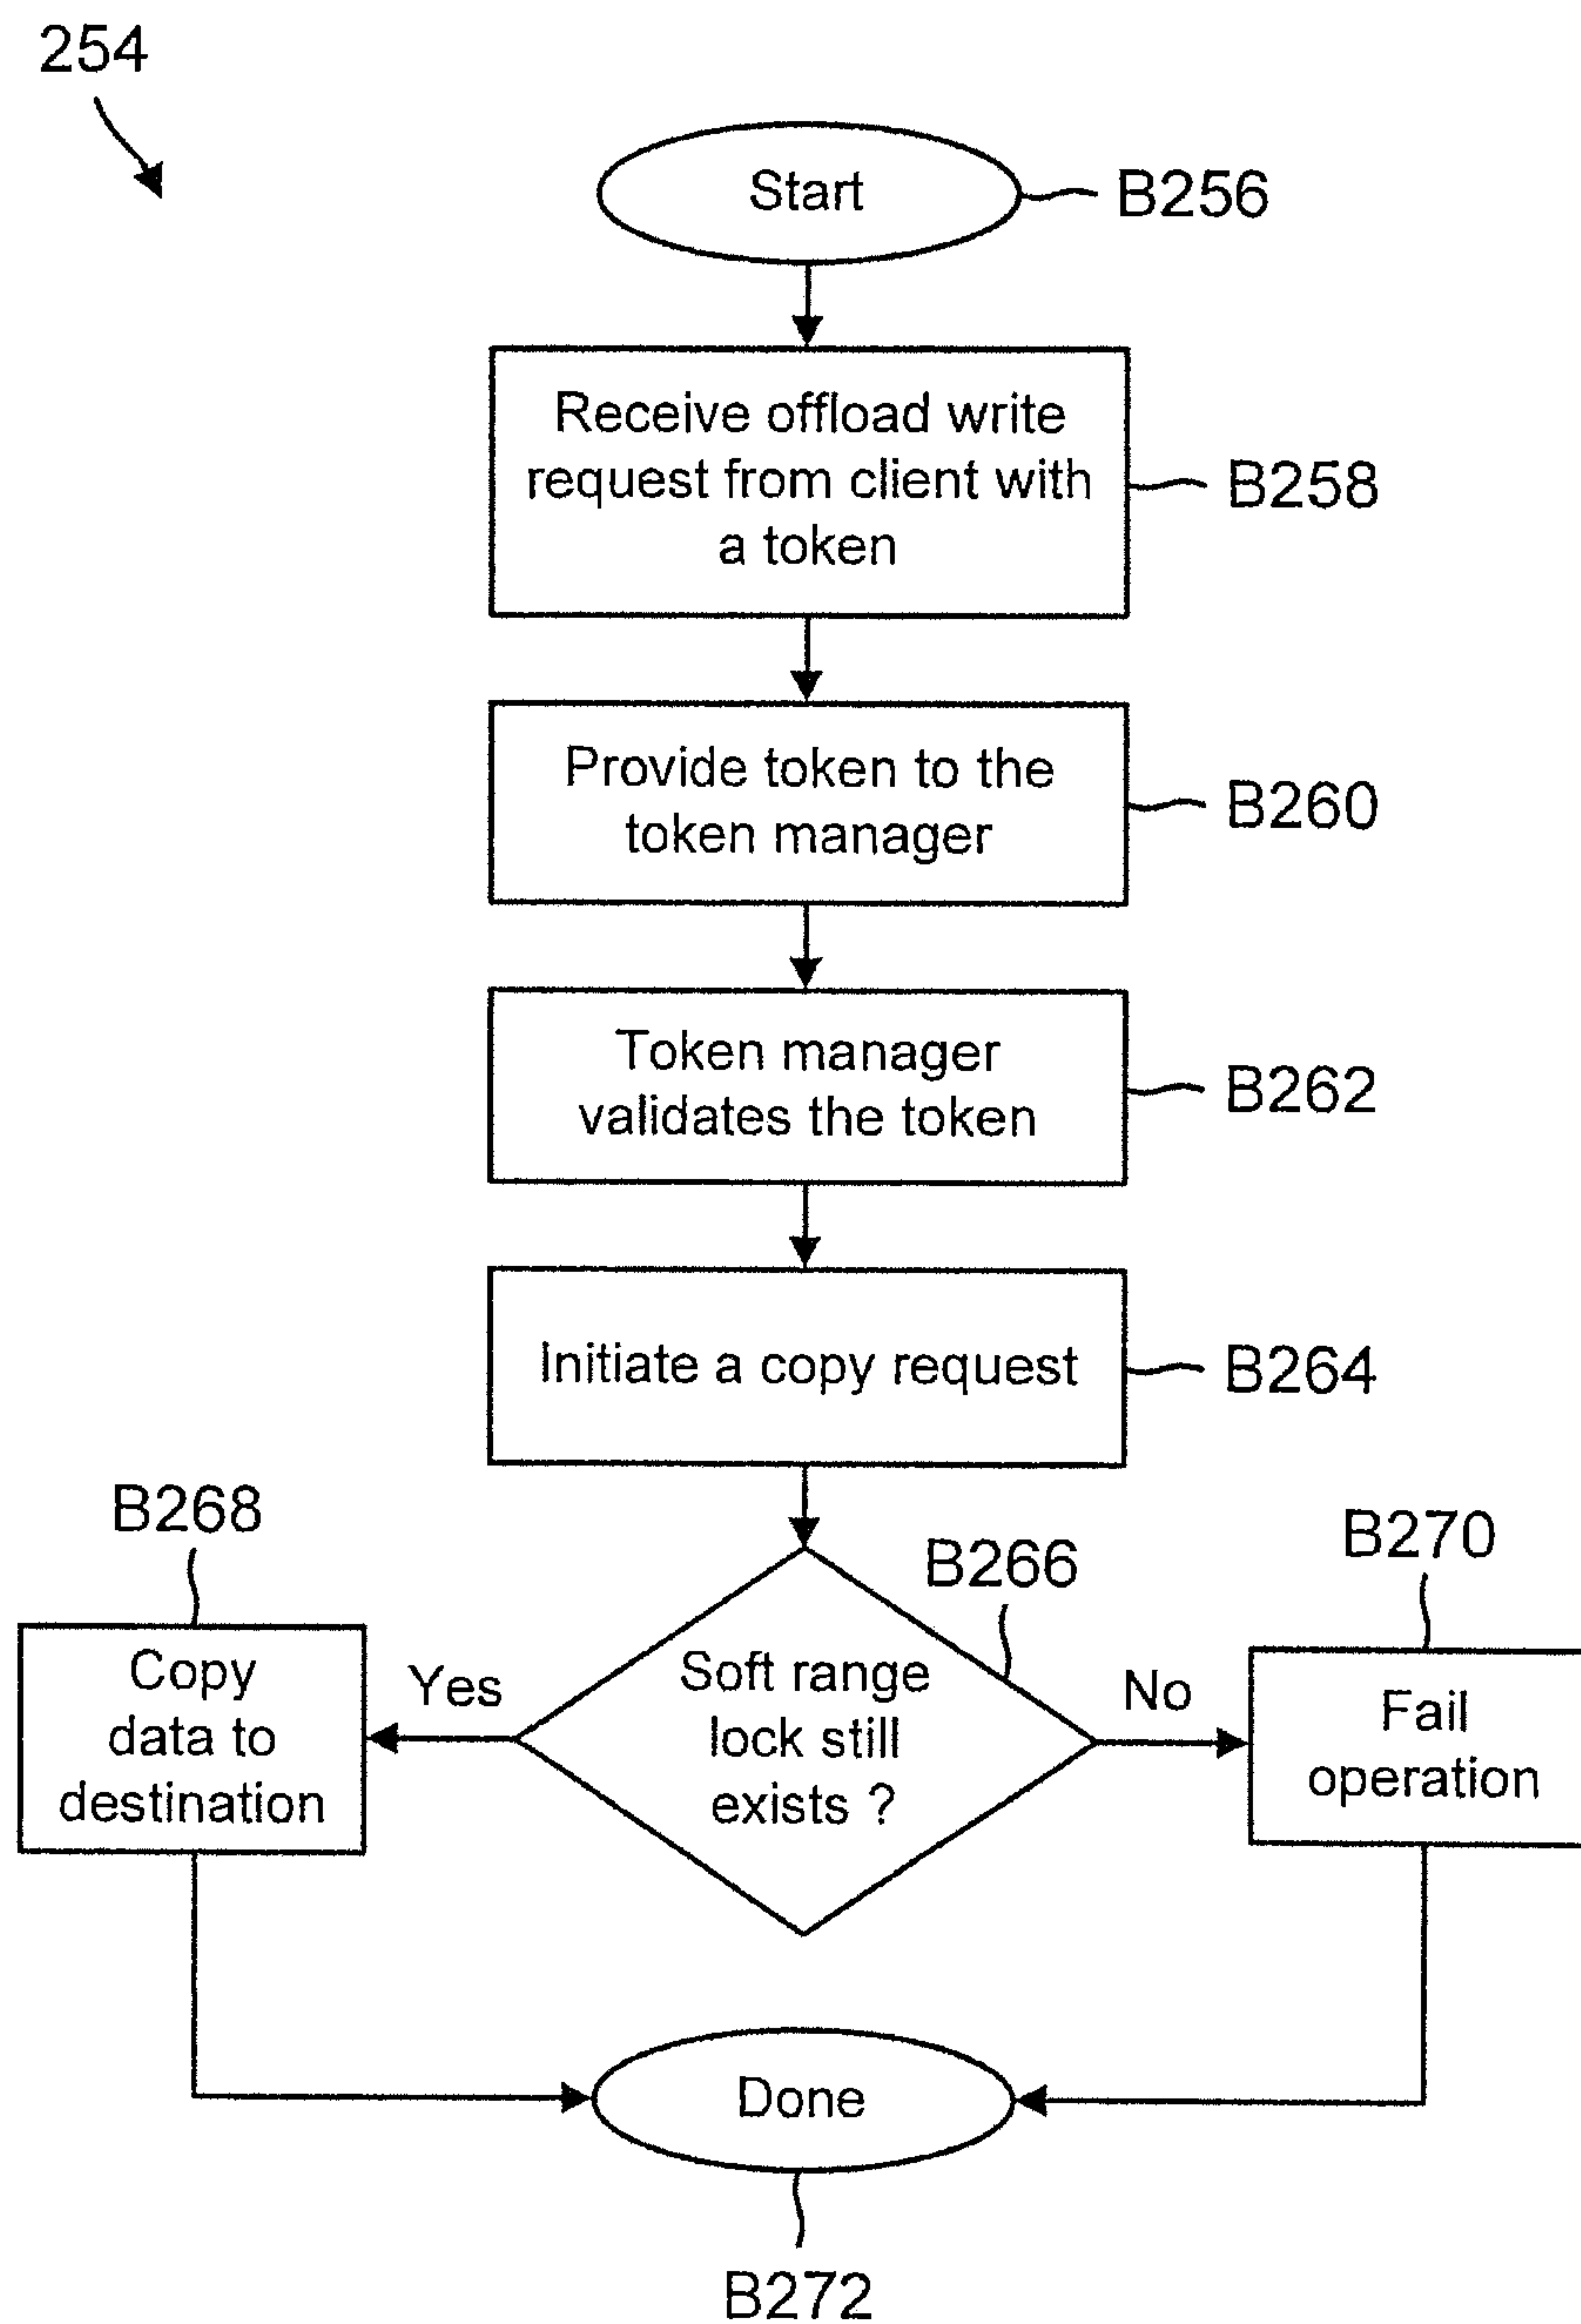 254
Start
B256
Receive offload write
request from client with
a token
B258
Provide token to the
token manager
B260
Token manager
validates the token
B262
Initiate a copy request
B264
B268
B266
B270
Copy
data to
destination
Yes
Soft range
lock still
exists ?
No
Fail
operation
Done
B272